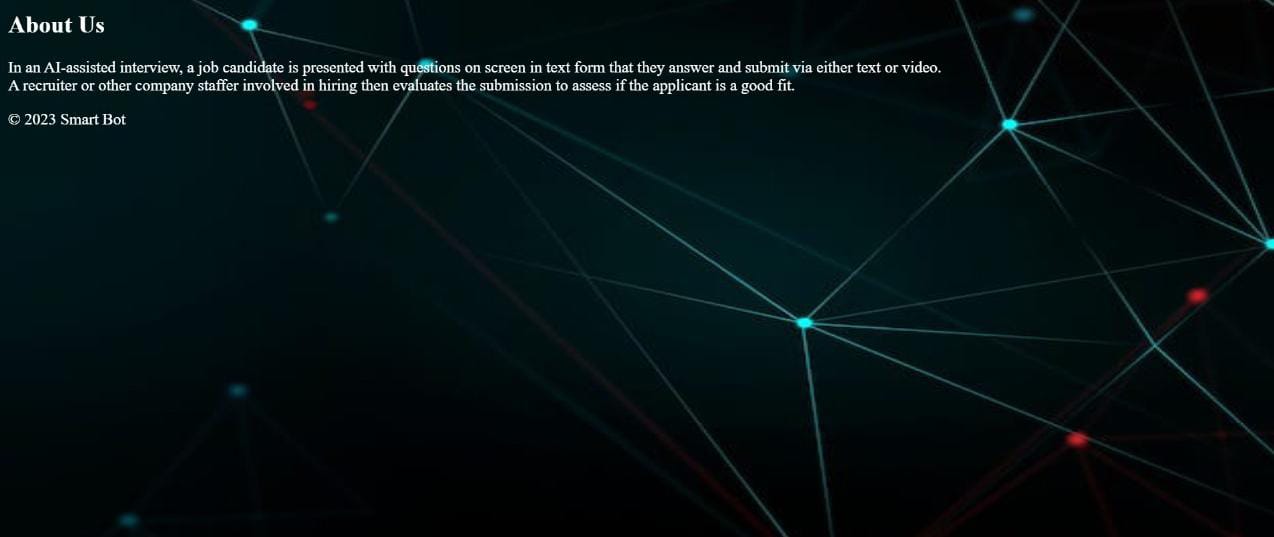 About Us
In an AI-assisted interview, a job candidate is presented with questions on screen in text form that they answer and submit via either text or video.
A recruiter or other company staffer involved in hiring then evaluates the submission to assess if the applicant is a good fit.
© 2023 Smart Bot